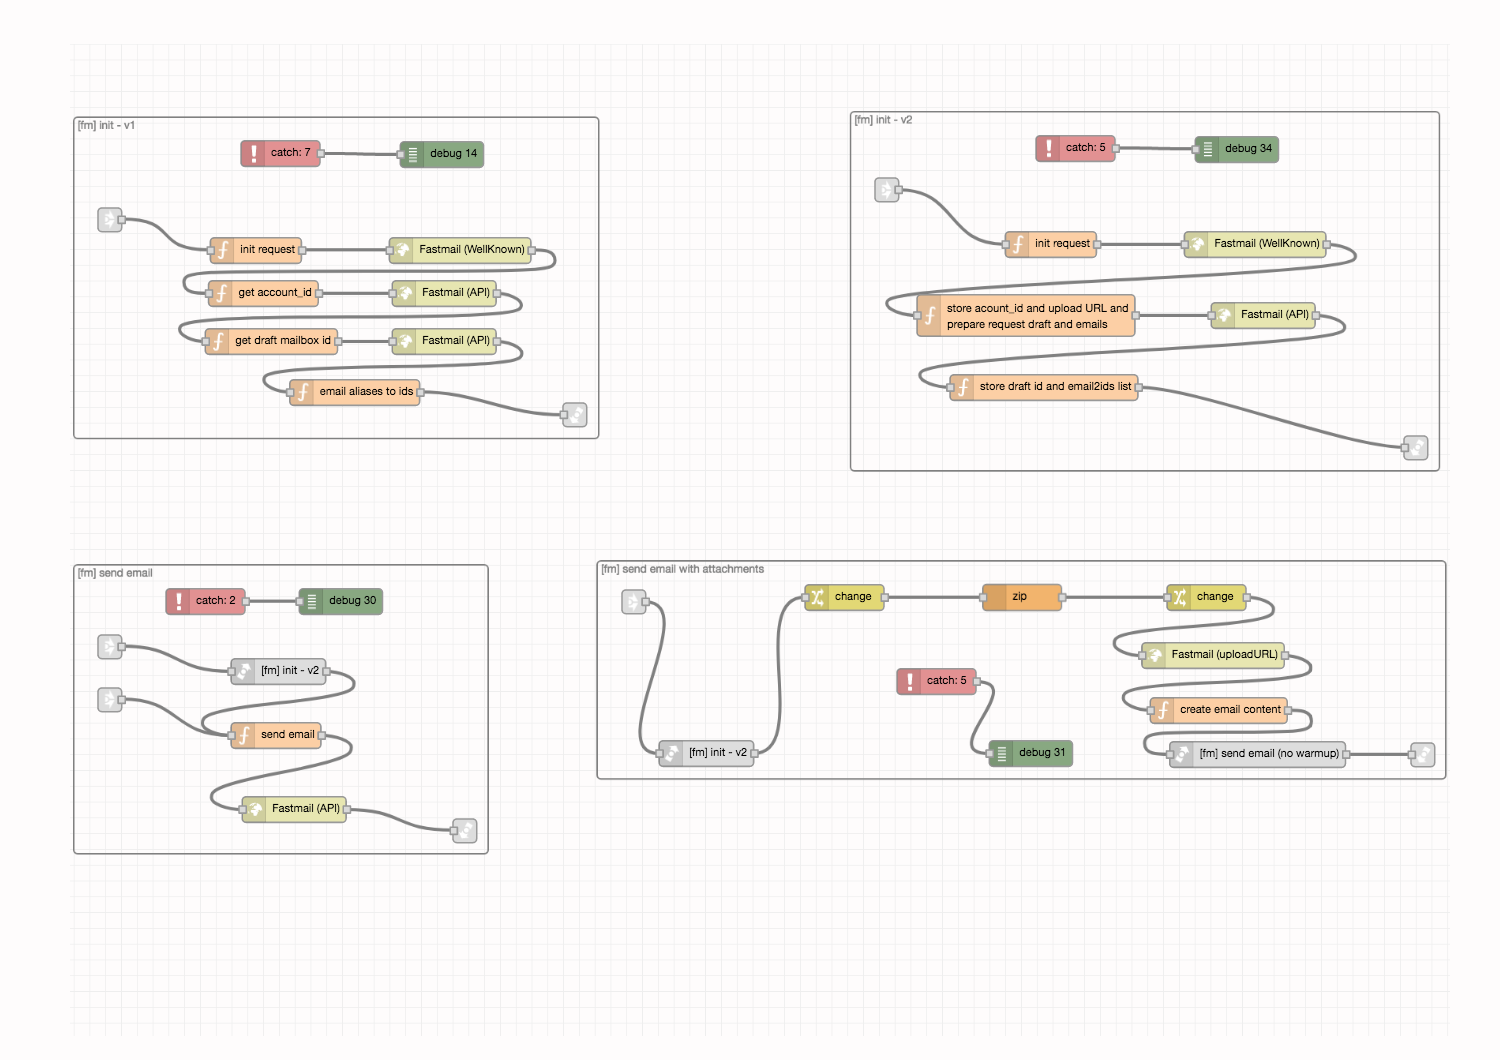 [fm] init - v1
catch: 7
debug 14
init request
Fastmail (WellKnown)
get account_id
Fastmail (API)
get draft mailbox id
Fastmail (API)
email aliases to ids
[fm] init - v2
catch: 5
debug 34
init request
Fastmail (WellKnown)
store acount_id and upload URL and
prepare request draft and emails
Fastmail (API)
store draft id and email2ids list
[fm] send email
catch: 2
debug 30
[fm] init - v2
send email
Fastmail (API)
[fm] send email with attachments
change
zip
change
Fastmail (uploadURL)
catch: 5
create email content
[fm] init - v2
debug 31
[fm] send email (no warmup)